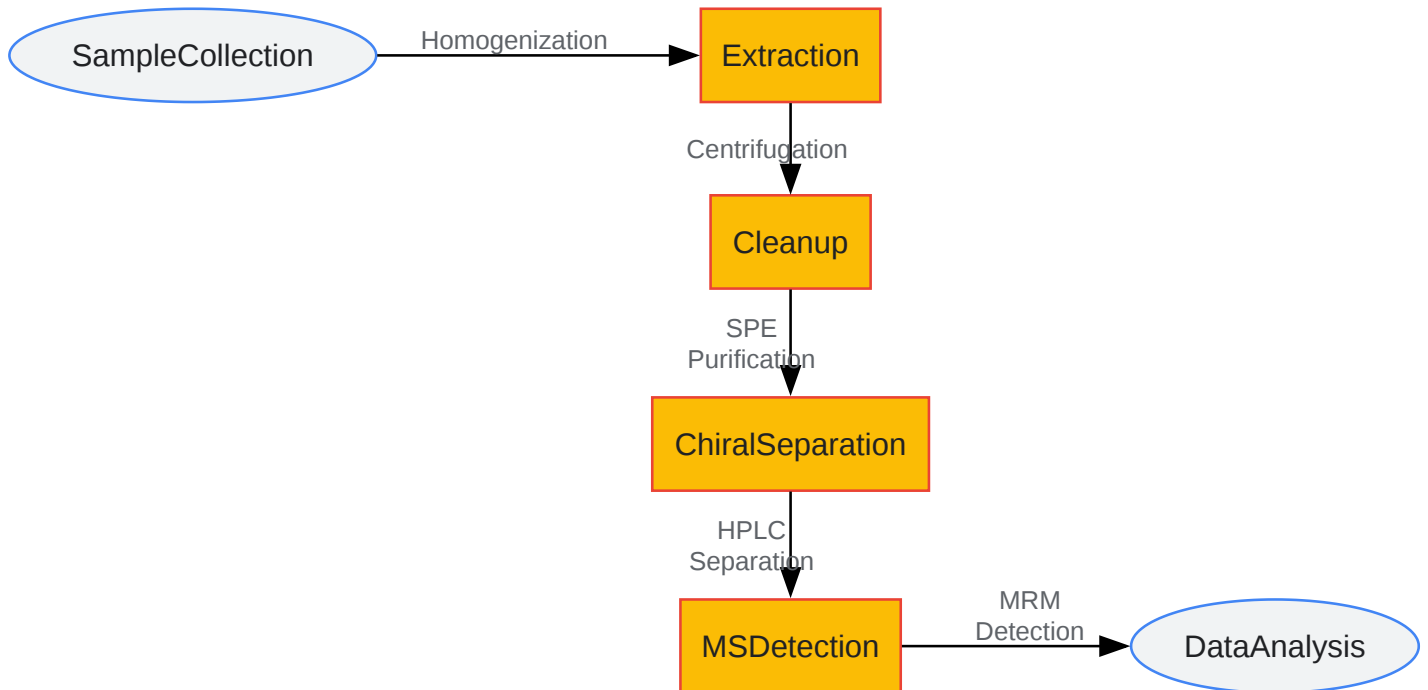 SampleCollection
Homogenization
Extraction
Centrifugation
Cleanup
SPE
Purification
ChiralSeparation
HPLC
Separation
MSDetection
MRM
Detection
DataAnalysis